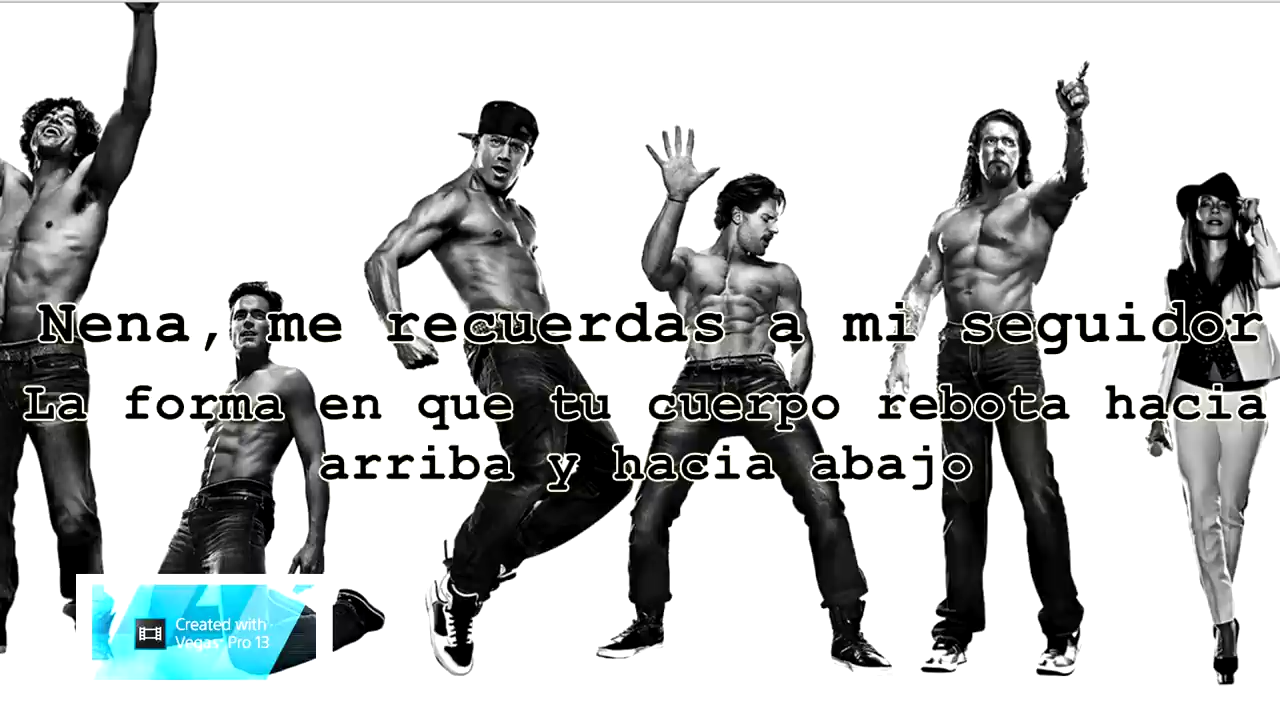 Nena, me recuerdas a mi seguidor
La forma en que tu cuerpo rebota hacia
arriba y hacia abajo
Created with
Vegas Pro 13